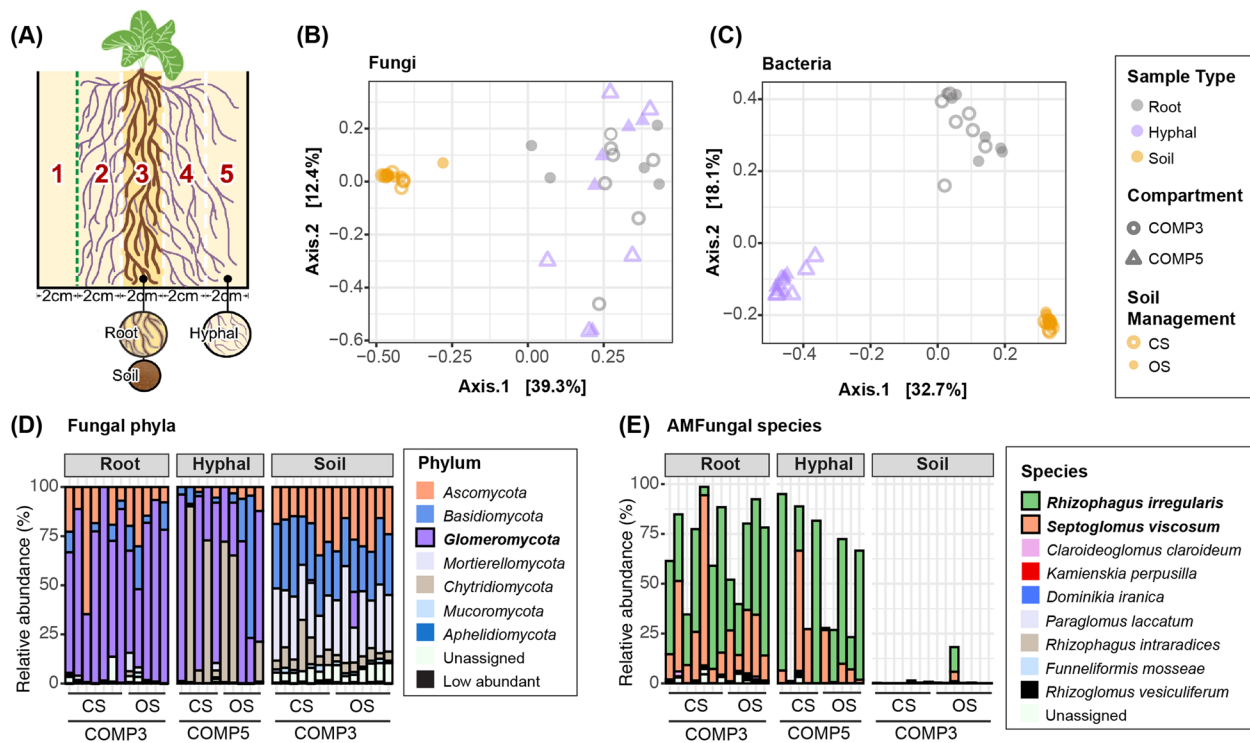 (A)
1
2
3
4
5
2cm
2cm
2cm
2cm
2cm
Root
Hyphal
Soil
(B)
Fungi
Axis.2 [12.4%]
0.2
0.0
−0.2
−0.4
−0.6
−0.50
0.25
0.00
0.25
0.50
Axis.1 [39.3%]
(C)
Bacteria
Axis.2 [18.1%]
0.4
0.2
0.0
−0.2
−0.4
0.0
0.2
Axis.1 [32.7%]
Sample Type
Root
Hyphal
Soil
Compartment
COMP3
COMP5
Soil
Management
CS
OS
(D)
Fungal phyla
Root
Hyphal
Soil
Relative abundance (%)
100
75
50
25
0
CS
OS
CS
OS
CS
OS
COMP3
COMP5
COMP3
Phylum
Ascomycota
Basidiomycota
Glomeromycota
Mortierellomycota
Chytridiomycota
Mucoromycota
Aphelidiomycota
Unassigned
Low abundant
(E)
AMFungal species
Root
Hyphal
Soil
Relative abundance (%)
100
75
50
25
0
CS
OS
CS
OS
CS
OS
COMP3
COMP5
COMP3
Species
Rhizophagus irregularis
Septoglomus viscosum
Claroideoglomus claroideum
Kamienskia perpusilla
Dominikia iranica
Paraglomus laccatum
Rhizophagus intraradices
Funneliformis mosseae
Rhizoglomus vesiculiferum
Unassigned